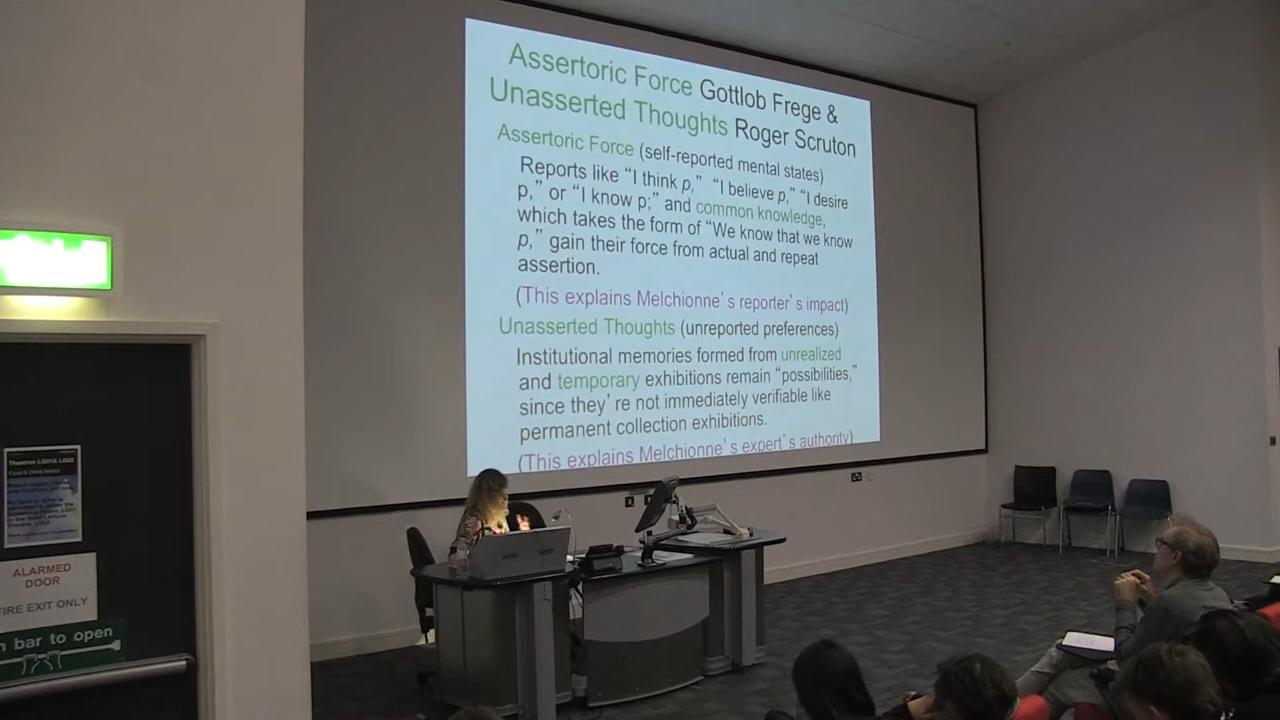 Assertoric Force Gottlob Frege &
Unasserted Thoughts Roger Scruton
Assertoric Force (self-reported mental states)
Reports like “I think p,” “I believe p,” “I desire
p,” or “I know p;” and common knowledge,
which takes the form of “We know that we know
p,” gain their force from actual and repeat
assertion.
(This explains Melchionne's reporter's impact)
Unasserted Thoughts (unreported preferences)
Institutional memories formed from unrealized
and temporary exhibitions remain “possibilities,”
since they're not immediately verifiable like
permanent collection exhibitions.
(This explains Melchionne's expert's authority)
ALARMED
DOOR
FIRE EXIT ONLY
bar to open